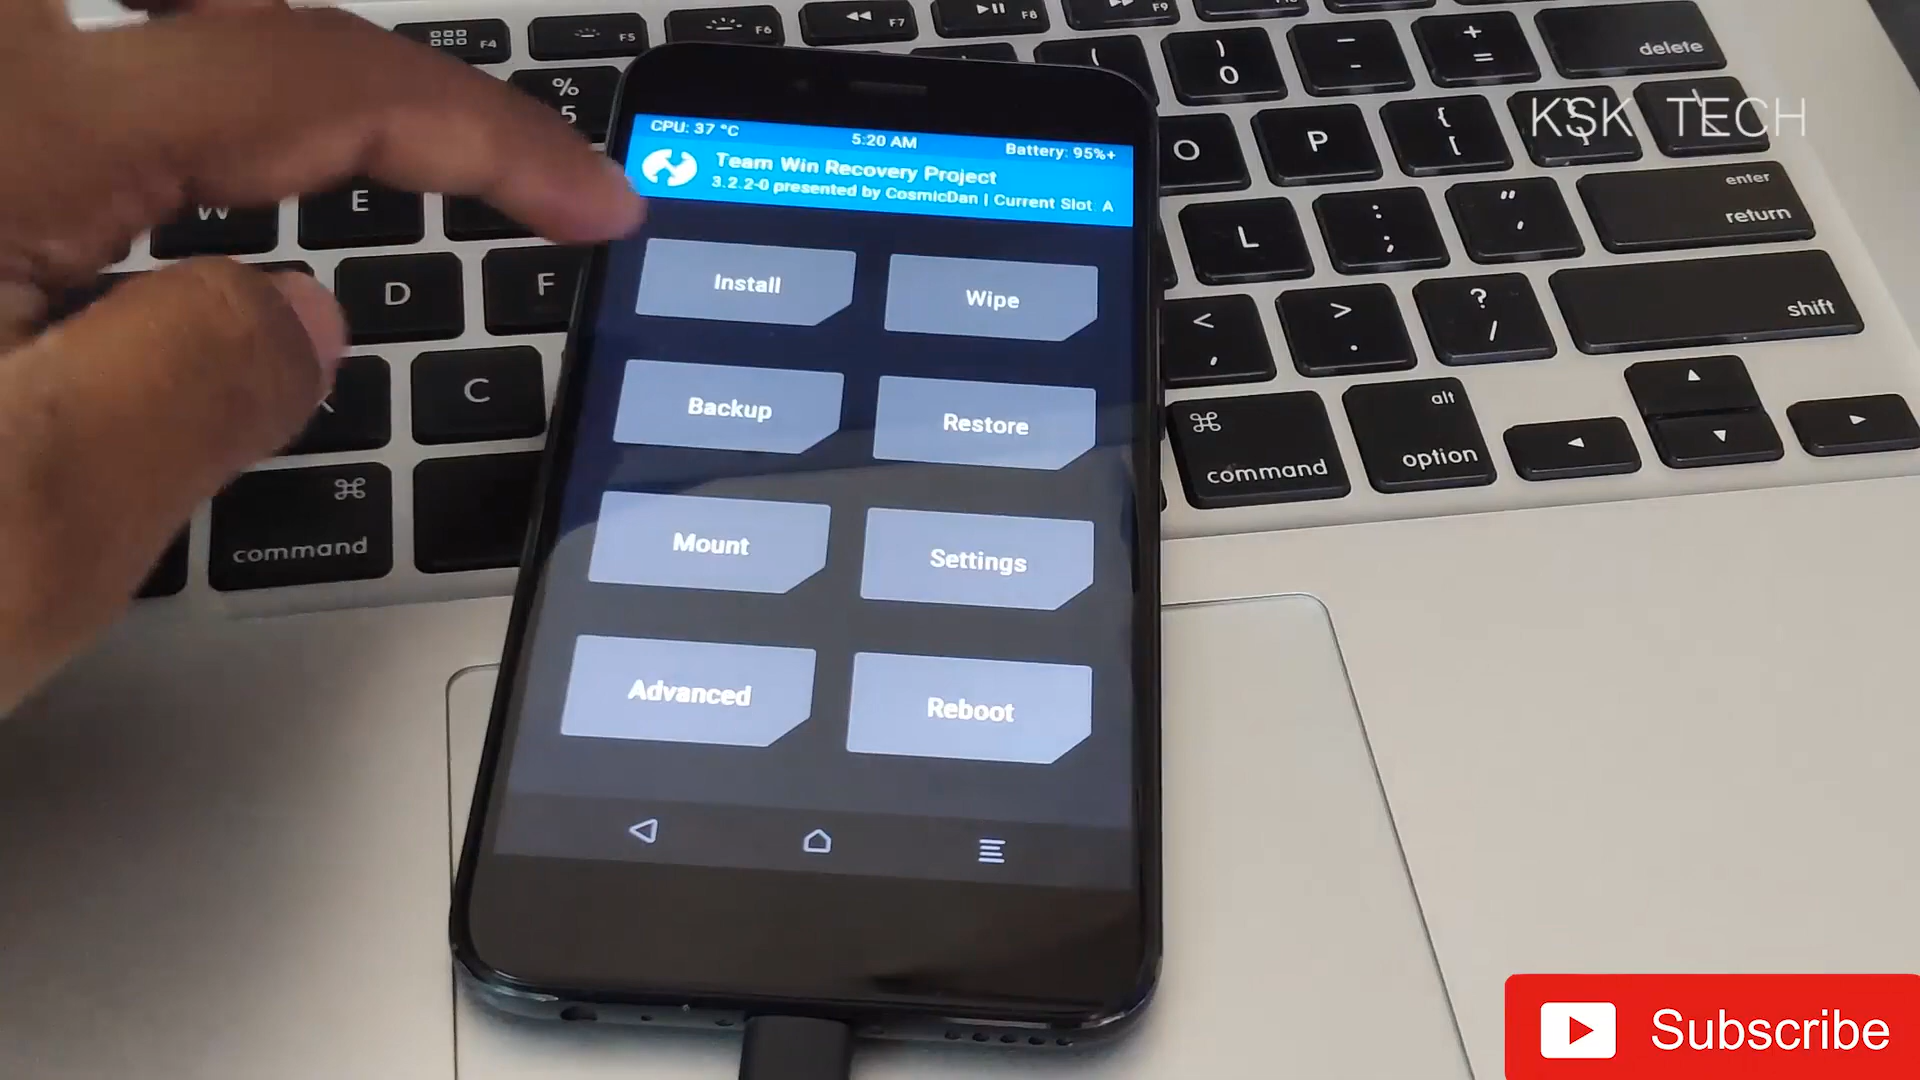 CPU: 37 °C
5:20 AM
Battery: 95%+
Team Win Recovery Project
3.2.2-0 presented by CosmicDan | Current Slot: A
Install
Wipe
Backup
Restore
Mount
Settings
Advanced
Reboot
KSK TECH
Subscribe
F4
F5
F6
F7
F8
F9
%
5
(
)
0
-
+
=
delete
W
E
O
P
{
[
enter
return
D
F
L
:
;
"
,
C
<
,
>
.
?
/
shift
⌘
command
⌘
command
alt
option